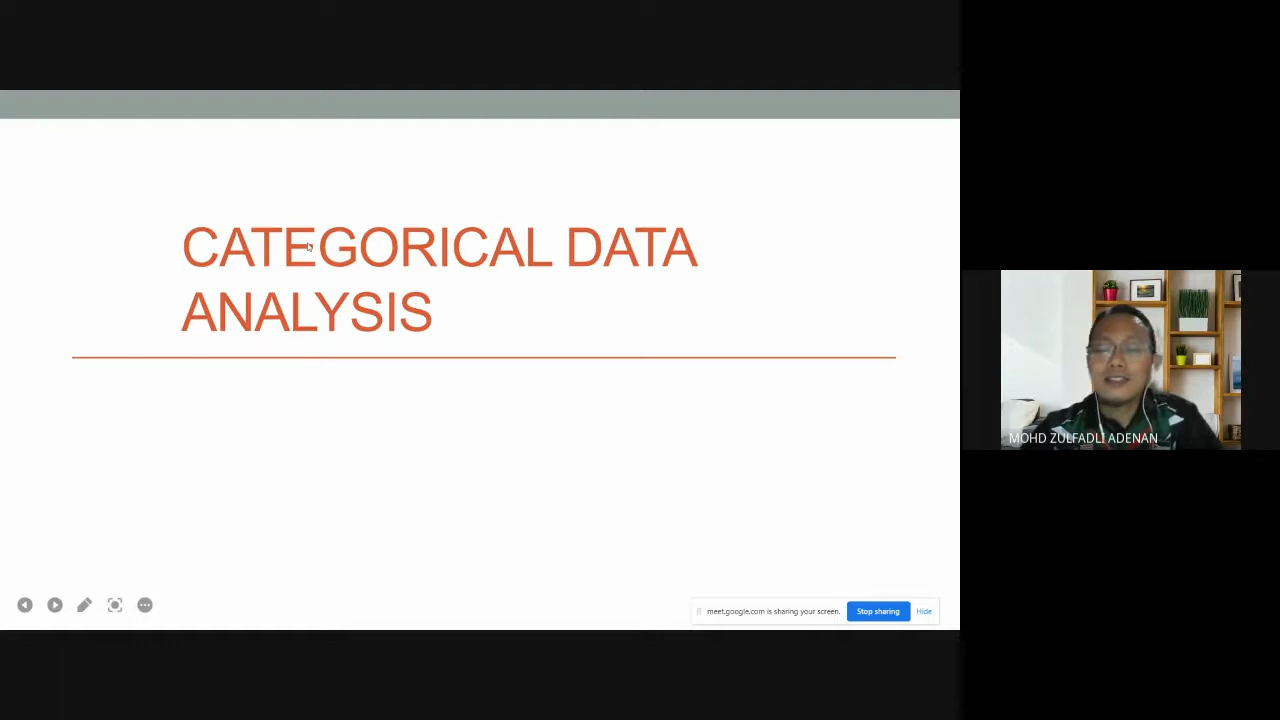 CATEGORICAL DATA
ANALYSIS
MOHD ZULFADLI ADENAN
meet.google.com is sharing your screen.
Stop sharing
Hide